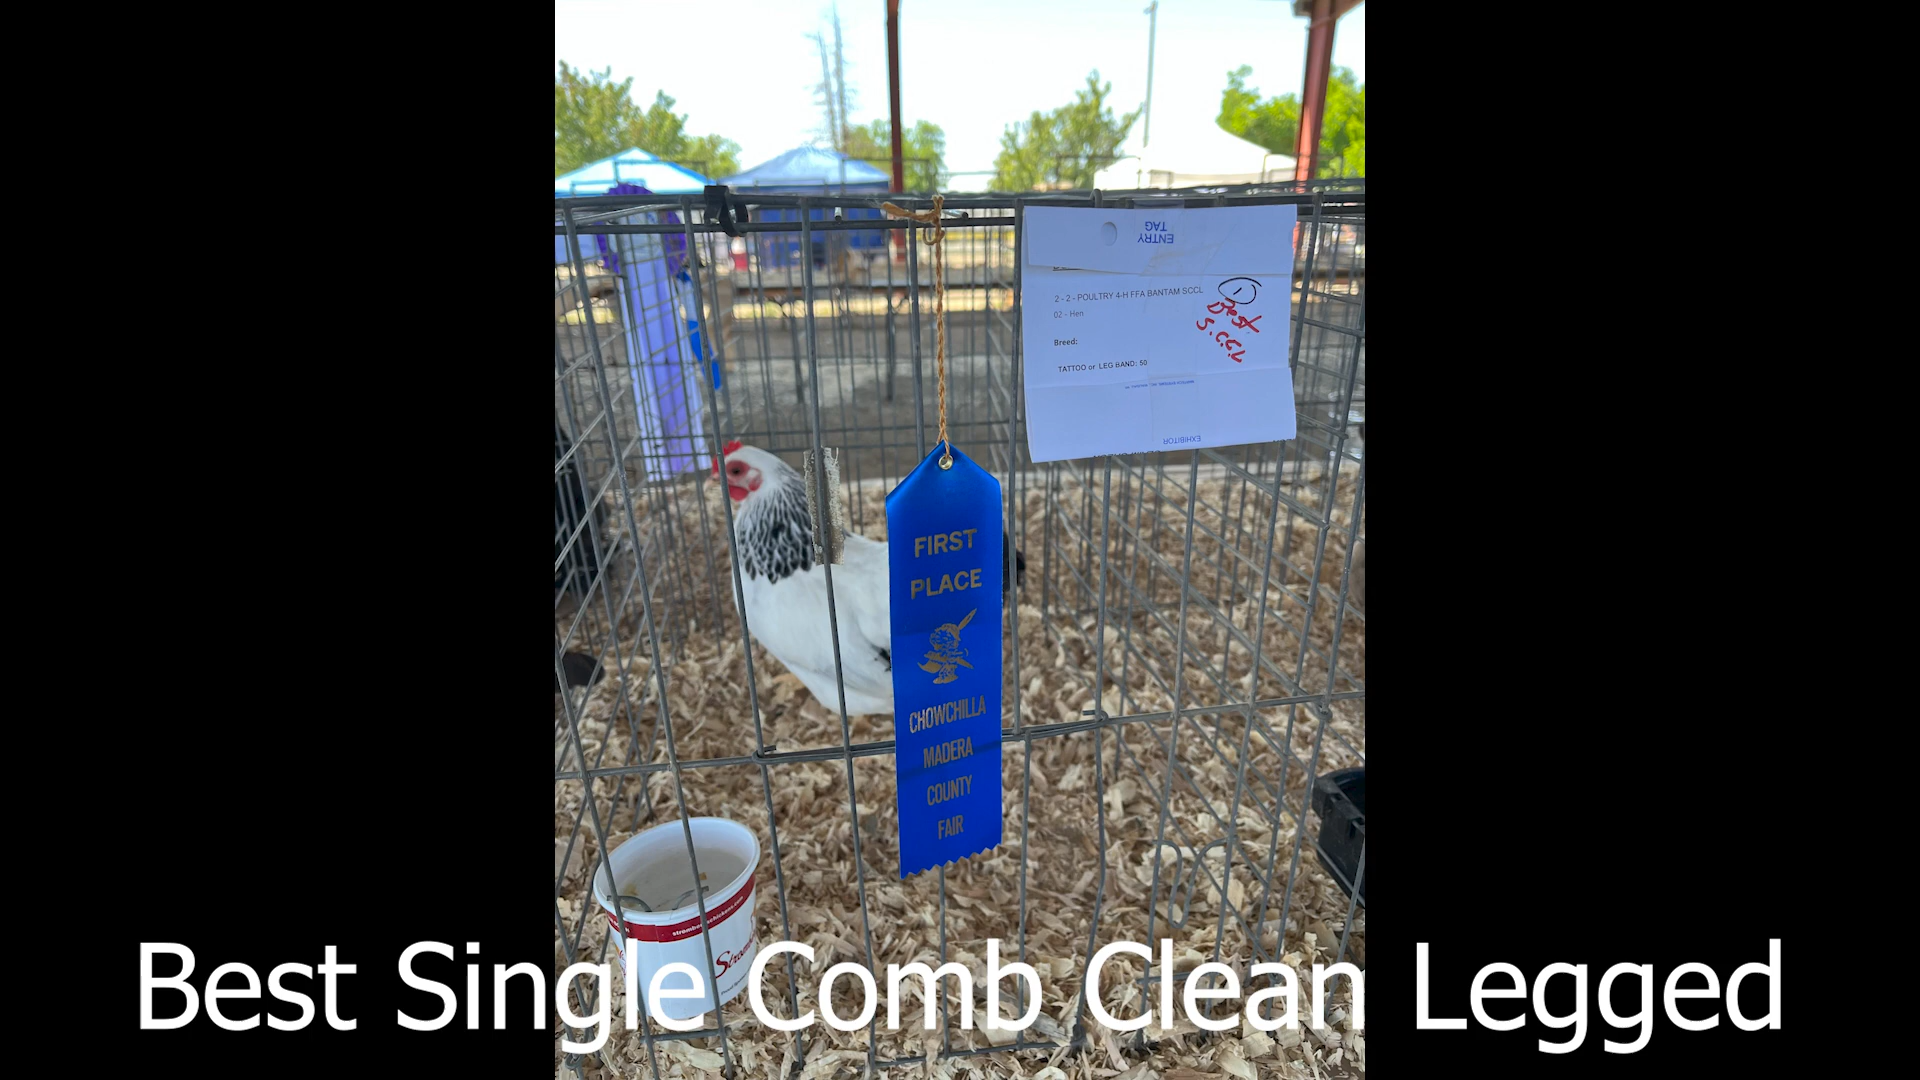 ENTRY
TAG
2 - 2 - POULTRY 4-H FFA BANTAM SCCL
02 - Hen
Breed:
TATTOO or LEG BAND: 50
1
Best
S.C.C.L
EXHIBITOR
FIRST
PLACE
CHOWCHILLA
MADERA
COUNTY
FAIR
Best Single Comb Clean Legged